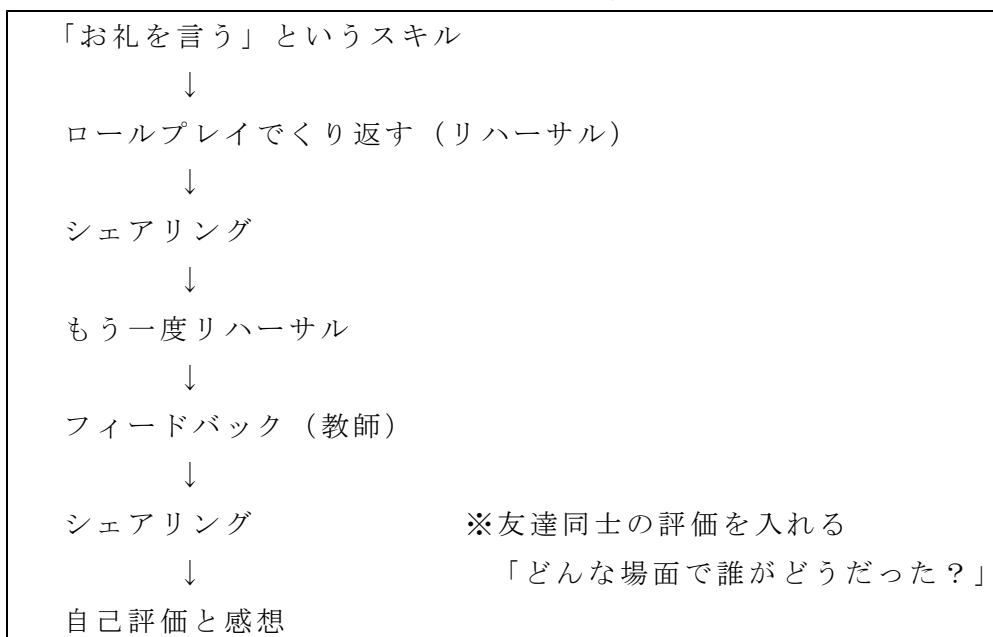 「お礼を言う」というスキル
↓
ロールプレイでくり返す（リハーサル）
↓
シェアリング
↓
もう一度リハーサル
↓
フィードバック（教師）
↓
シェアリング　※友達同士の評価を入れる
↓　「どんな場面で誰がどうだった？」
自己評価と感想